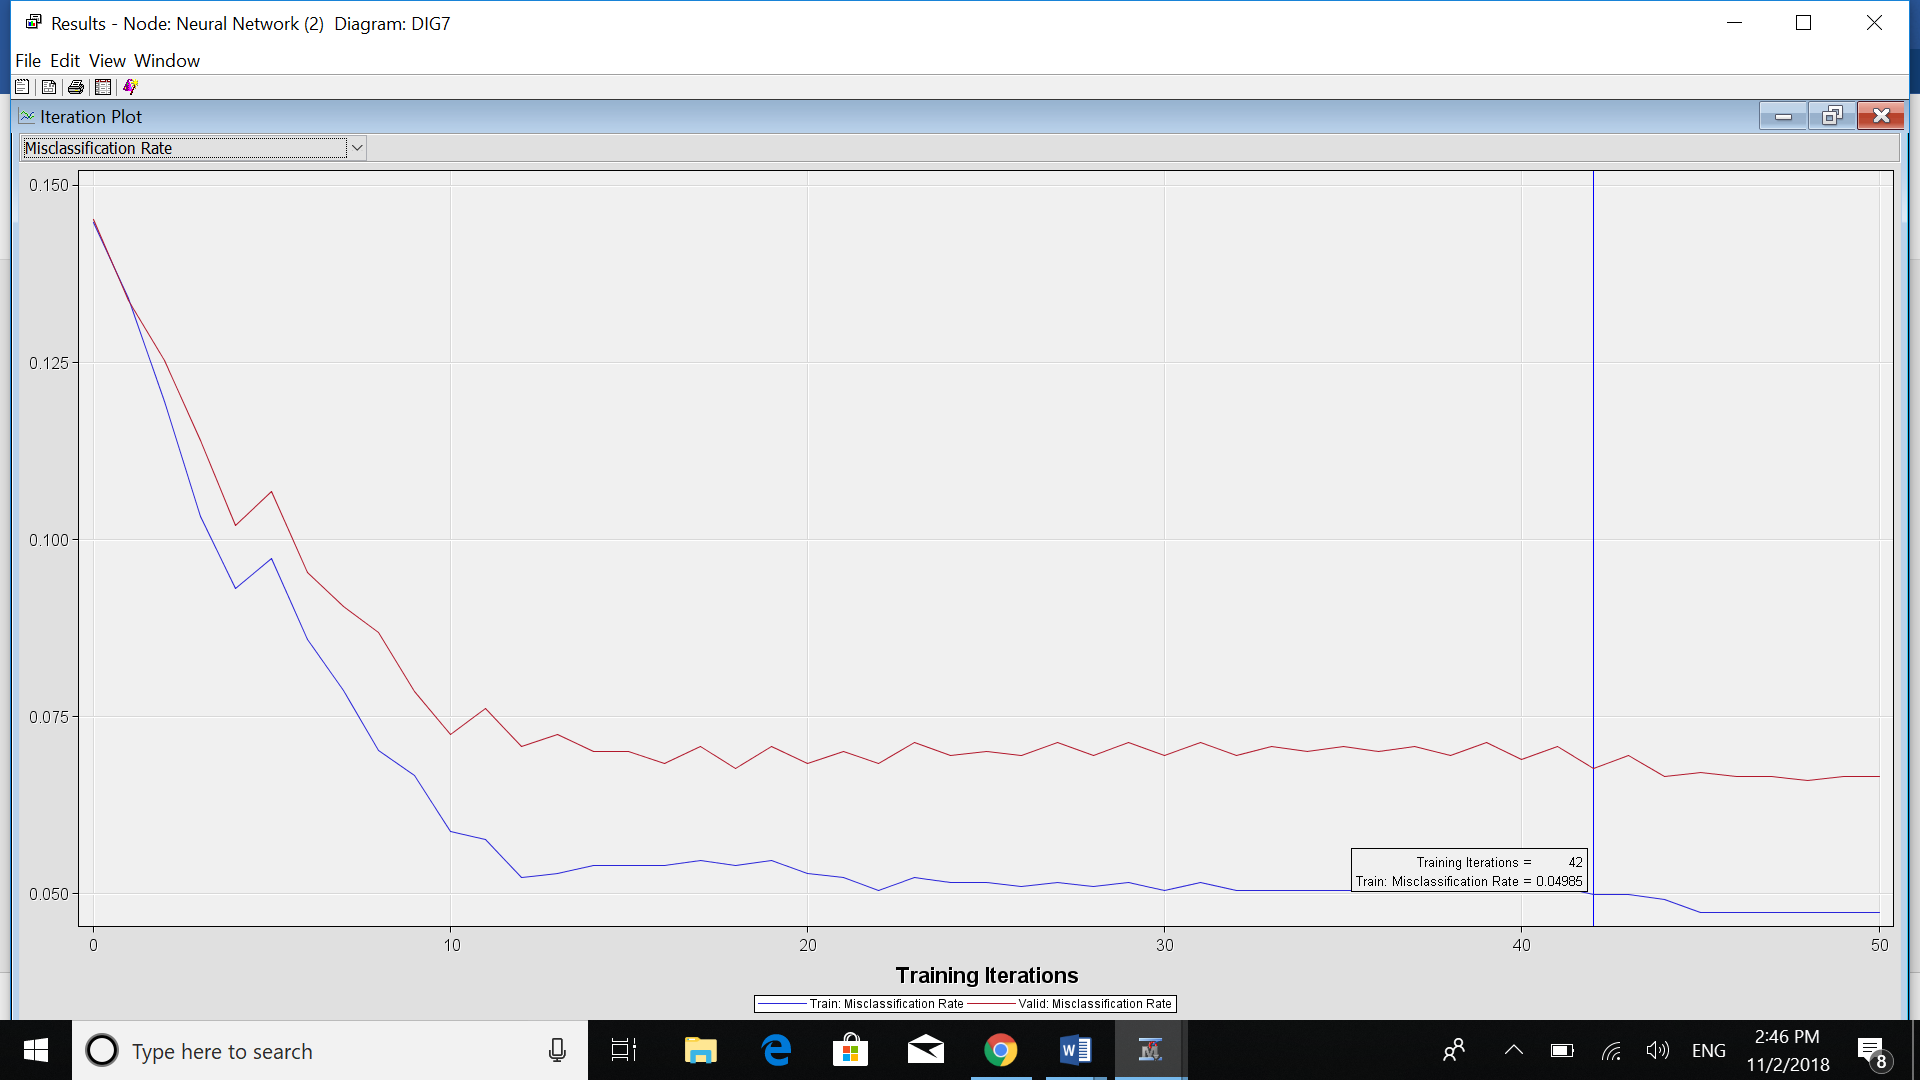 Results - Node: Neural Network (2)  Diagram: DIG7
File Edit View Window
Iteration Plot
Misclassification Rate
0.150
0.125
0.100
0.075
0.050
Training Iterations = 42
Train: Misclassification Rate = 0.04985
0 10 20 30 40 50
Training Iterations
Train: Misclassification Rate Valid: Misclassification Rate
Type here to search
W
ENG
2:46 PM
11/2/2018
8